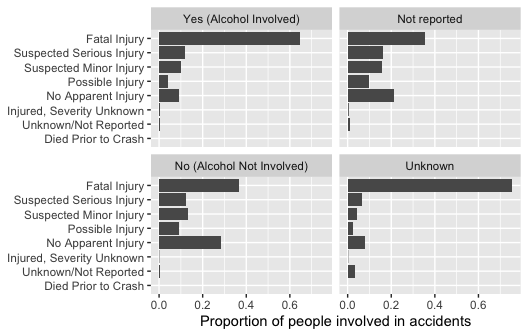 Yes (Alcohol Involved)
Not reported
Fatal Injury
Suspected Serious Injury
Suspected Minor Injury
Possible Injury
No Apparent Injury
Injured, Severity Unknown
Unknown/Not Reported
Died Prior to Crash
No (Alcohol Not Involved)
Unknown
Fatal Injury
Suspected Serious Injury
Suspected Minor Injury
Possible Injury
No Apparent Injury
Injured, Severity Unknown
Unknown/Not Reported
Died Prior to Crash
0.0 0.2 0.4 0.6 0.0 0.2 0.4 0.6
Proportion of people involved in accidents